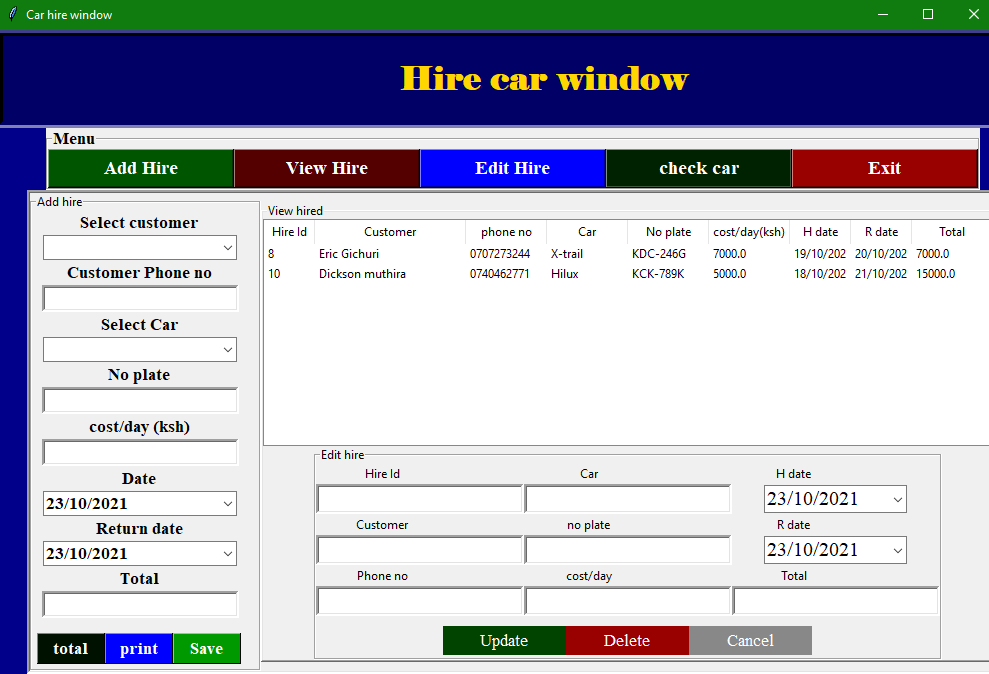 Car hire window
Hire car window
Menu
Add Hire View Hire Edit Hire check car Exit
Add hire
Select customer
Customer Phone no
Select Car
No plate
cost/day (ksh)
Date
23/10/2021
Return date
23/10/2021
Total
total print Save
View hired
Hire Id Customer phone no Car No plate cost/day(ksh) H date R date Total
8 Eric Gichuri 0707273244 X-trail KDC-246G 7000.0 19/10/202 20/10/202 7000.0
10 Dickson muthira 0740462771 Hilux KCK-789K 5000.0 18/10/202 21/10/202 15000.0
Edit hire
Hire Id Car H date
23/10/2021
Customer no plate R date
23/10/2021
Phone no cost/day Total
Update Delete Cancel